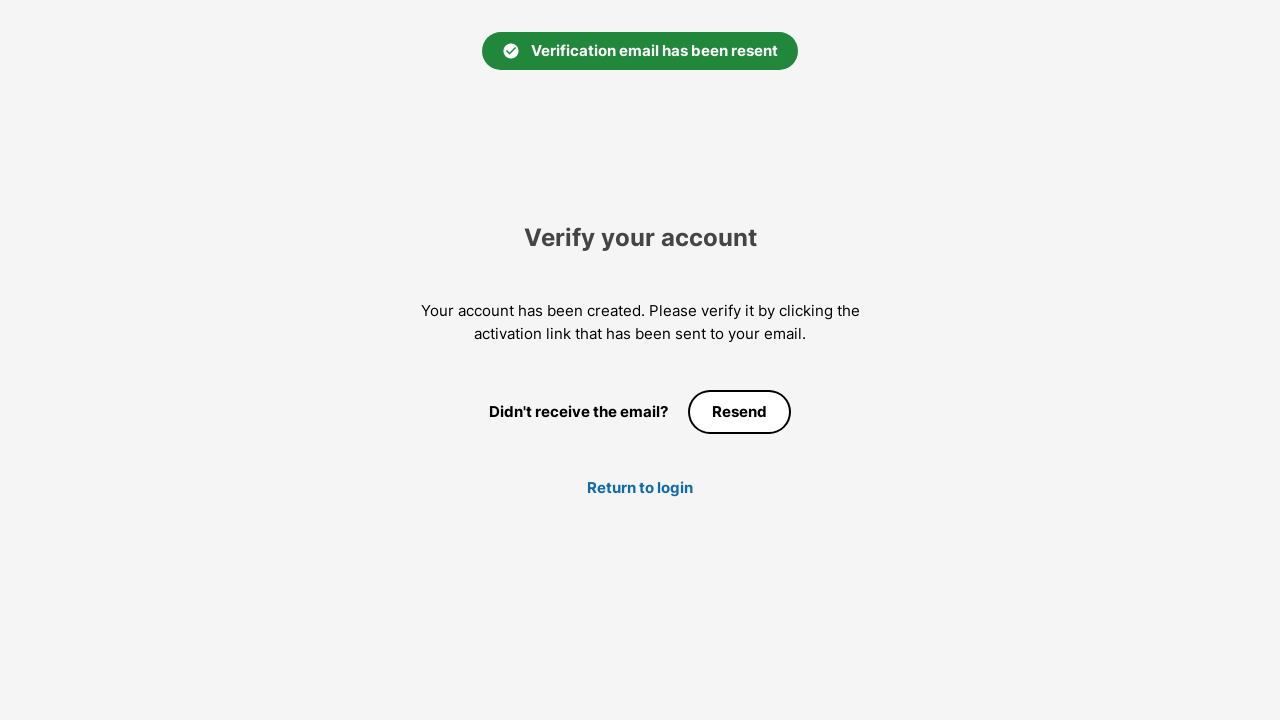 Verification email has been resent
Verify your account
Your account has been created. Please verify it by clicking the
activation link that has been sent to your email.
Didn't receive the email? Resend
Return to login